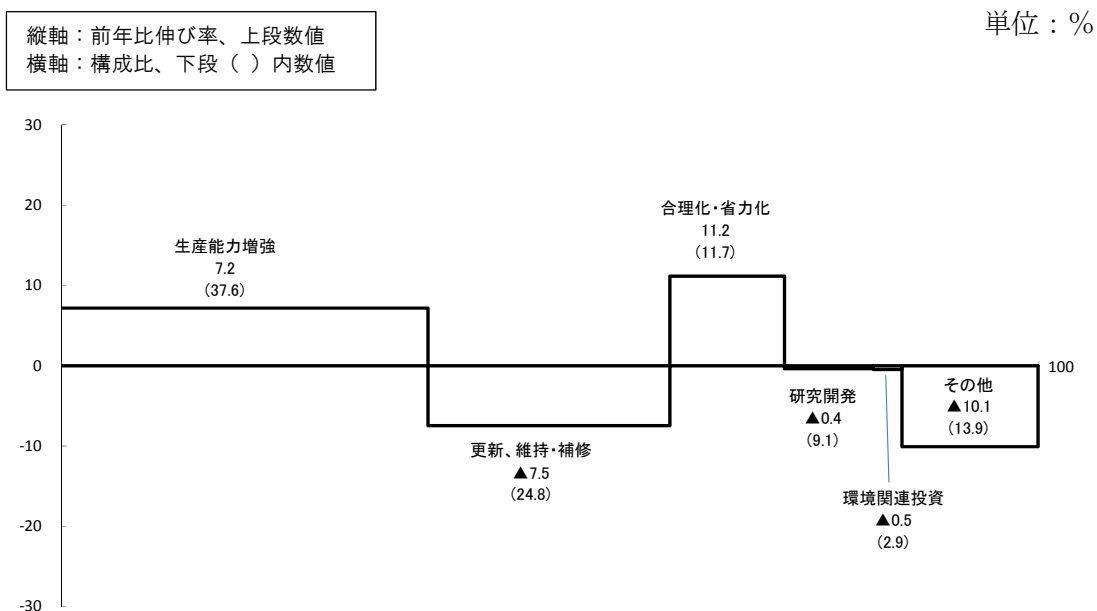 縦軸：前年比伸び率、上段数値
横軸：構成比、下段（ ）内数値
単位：％
30
20
10
0
-10
-20
-30
生産能力増強
7.2
(37.6)
更新、維持・補修
▲7.5
(24.8)
合理化・省力化
11.2
(11.7)
研究開発
▲0.4
(9.1)
環境関連投資
▲0.5
(2.9)
その他
▲10.1
(13.9)
100